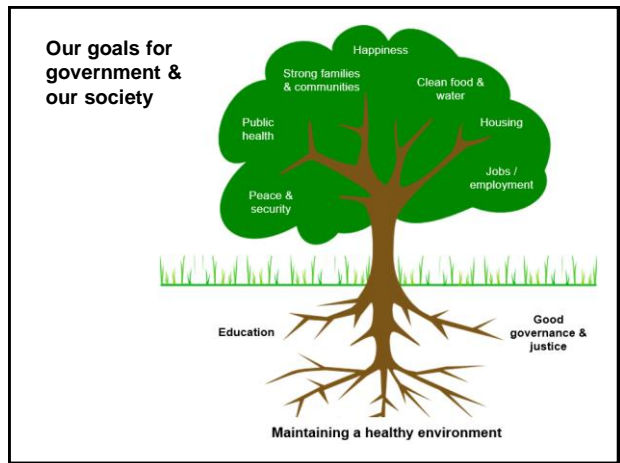 Our goals for
government &
our society
Happiness
Strong families
& communities
Clean food &
water
Public
health
Housing
Jobs /
employment
Peace &
security
Education
Good
governance &
justice
Maintaining a healthy environment